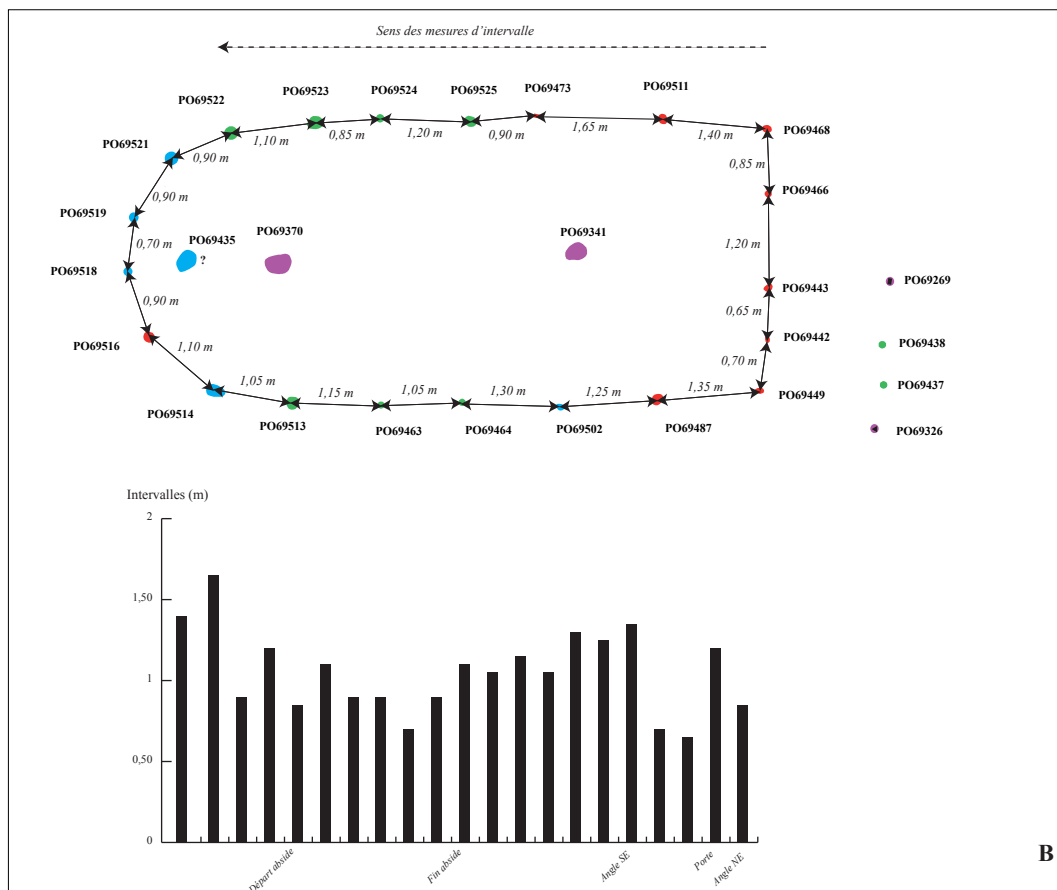 Sens des mesures d'intervalle
PO69522
PO69523
PO69524
PO69525
PO69473
PO69511
PO69468
PO69521
1,10 m
0,85 m
1,20 m
0,90 m
1,65 m
1,40 m
0,90 m
0,85 m
PO69466
PO69519
0,90 m
PO69435
?
PO69370
PO69341
0,70 m
1,20 m
PO69518
PO69269
PO69443
0,90 m
0,65 m
PO69442
PO69438
PO69516
1,10 m
0,70 m
PO69437
1,05 m
1,15 m
1,05 m
1,30 m
1,25 m
1,35 m
PO69449
PO69514
PO69513
PO69463
PO69464
PO69502
PO69487
PO69326
Intervalles (m)
2
1,50
1
0,50
0
Départ abside
Fin abside
Angle SE
Porte
Angle NE
B